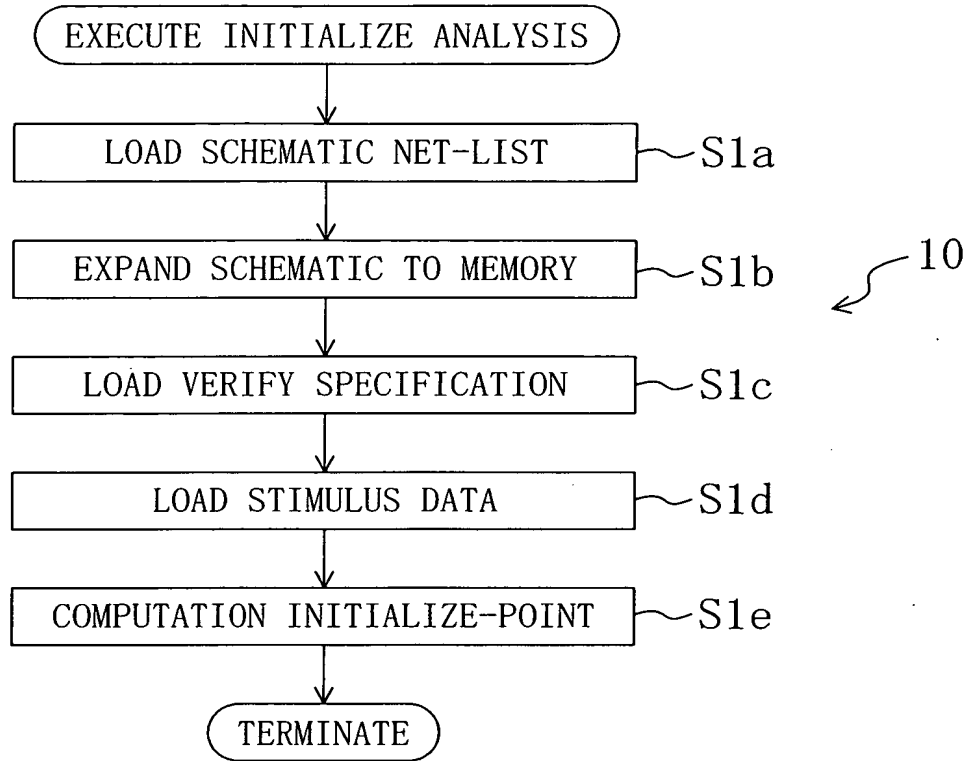 EXECUTE INITIALIZE ANALYSIS
LOAD SCHEMATIC NET-LIST S1a
EXPAND SCHEMATIC TO MEMORY S1b
10
LOAD VERIFY SPECIFICATION S1c
LOAD STIMULUS DATA S1d
COMPUTATION INITIALIZE-POINT S1e
TERMINATE